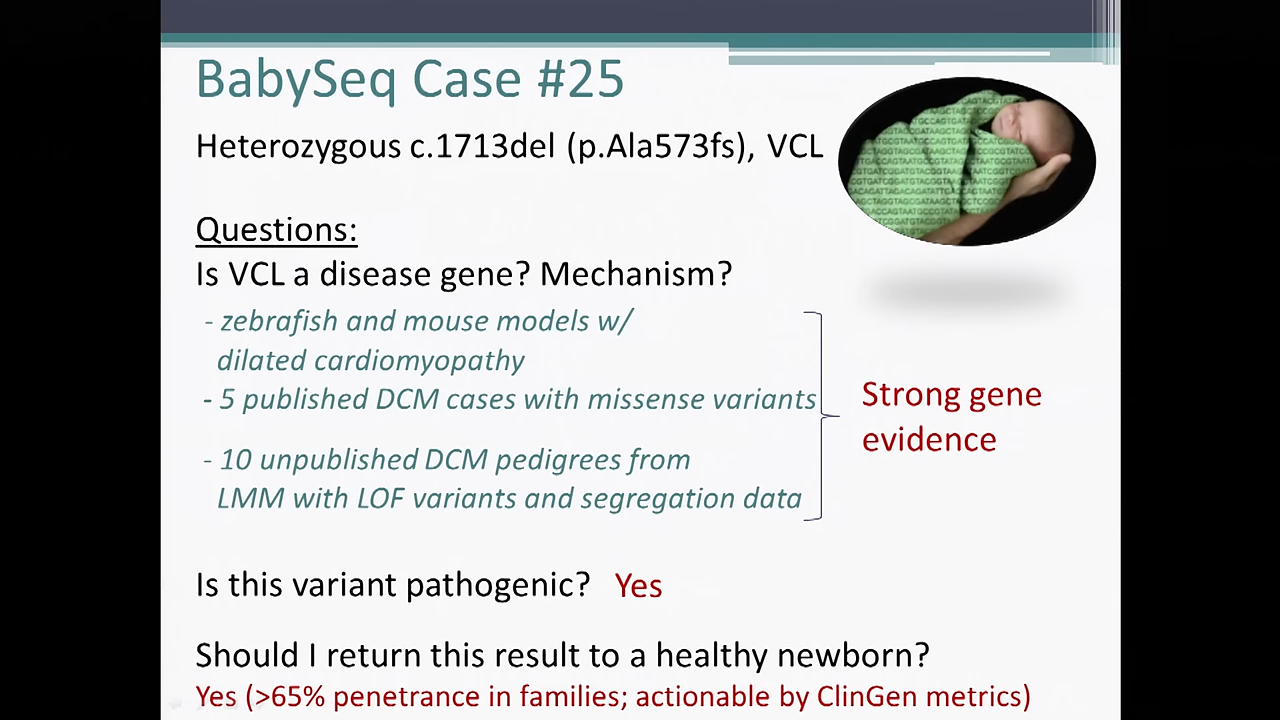 BabySeq Case #25
Heterozygous c.1713del (p.Ala573fs), VCL
Questions:
Is VCL a disease gene? Mechanism?
- zebrafish and mouse models w/
dilated cardiomyopathy
- 5 published DCM cases with missense variants
- 10 unpublished DCM pedigrees from
LMM with LOF variants and segregation data
Strong gene
evidence
Is this variant pathogenic? Yes
Should I return this result to a healthy newborn?
Yes (>65% penetrance in families; actionable by ClinGen metrics)